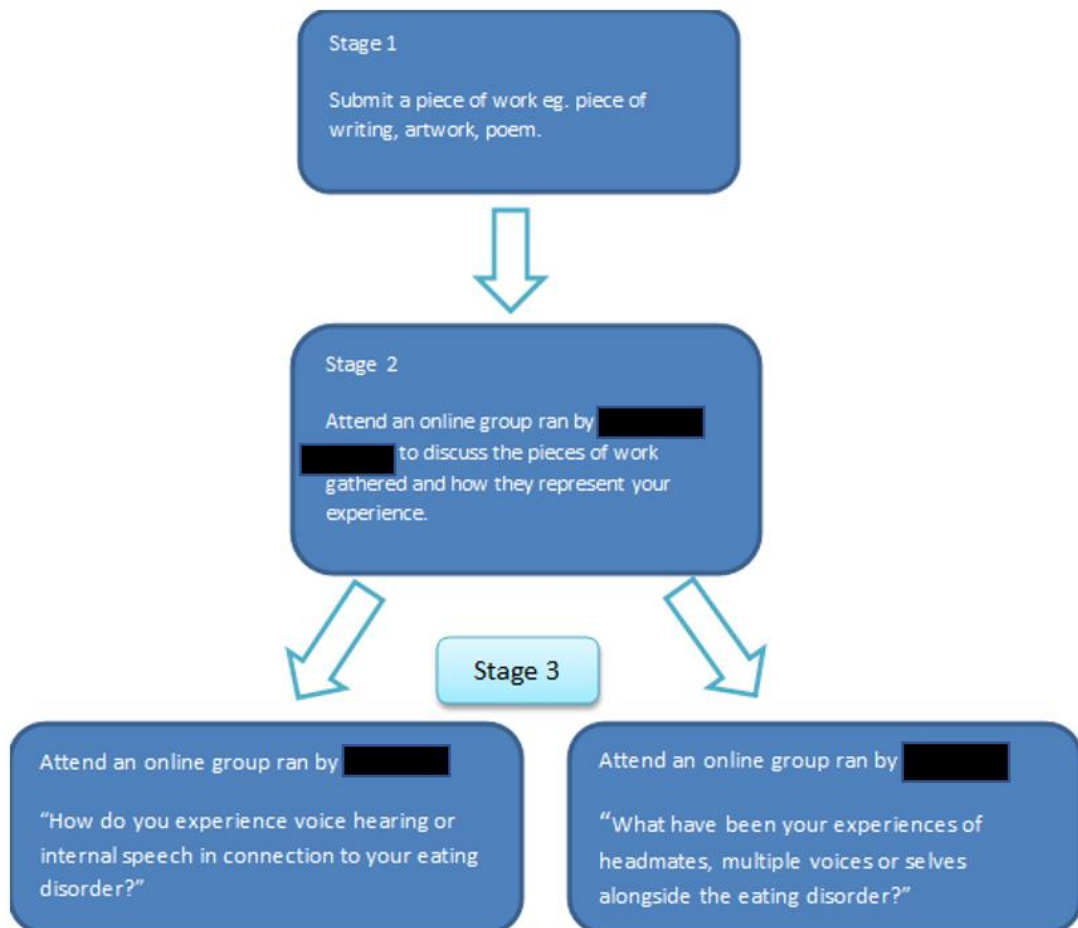 Stage 1
Submit a piece of work eg. piece of
writing, artwork, poem.
Stage 2
Attend an online group ran by
to discuss the pieces of work
gathered and how they represent your
experience.
Stage 3
Attend an online group ran by
“How do you experience voice hearing or
internal speech in connection to your eating
disorder?”
Attend an online group ran by
“What have been your experiences of
headmates, multiple voices or selves
alongside the eating disorder?”